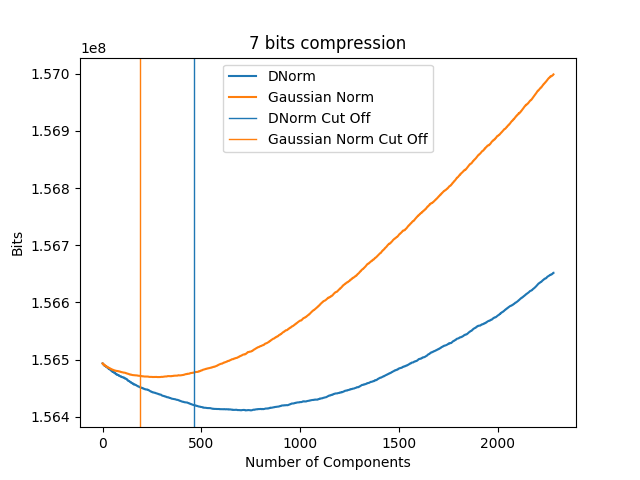 7 bits compression
1e8
DNorm
Gaussian Norm
DNorm Cut Off
Gaussian Norm Cut Off
1.570
1.569
1.568
1.567
1.566
1.565
1.564
Bits
0 500 1000 1500 2000
Number of Components